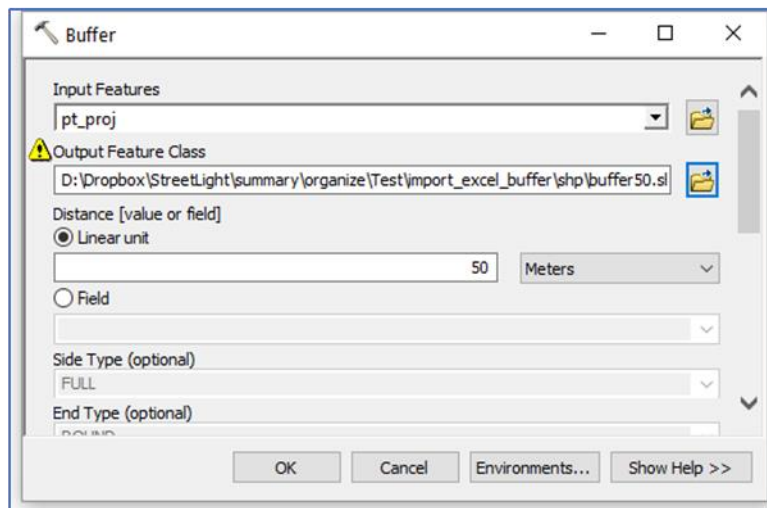 Buffer
Input Features
pt_proj
Output Feature Class
D:\Dropbox\StreetLight\summary\organize\Test\import_excel_buffer\shp\buffer50.sl
Distance [value or field]
Linear unit
50 Meters
Field
Side Type (optional)
FULL
End Type (optional)
ROUND
OK Cancel Environments... Show Help >>